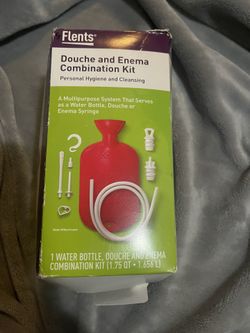 Flents
Douche and Enema
Combination Kit
Personal Hygiene and Cleansing
A Multipurpose System That Serves
as a Water Bottle, Douche or
Enema Syringe
1 WATER BOTTLE, DOUCHE AND ENEMA
COMBINATION KIT (1.75 QT • 1.656 L)